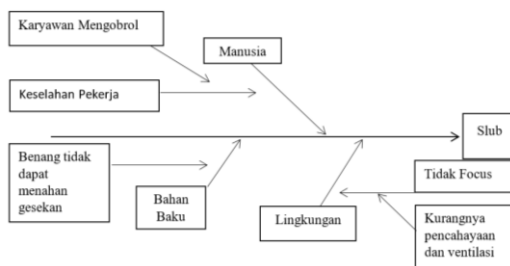 Karyawan Mengobrol
Manusia
Keselahan Pekerja
Slub
Benang tidak
dapat
menahan
gesekan
Bahan
Baku
Lingkungan
Tidak Focus
Kurangnya
pencahayaan
dan ventilasi